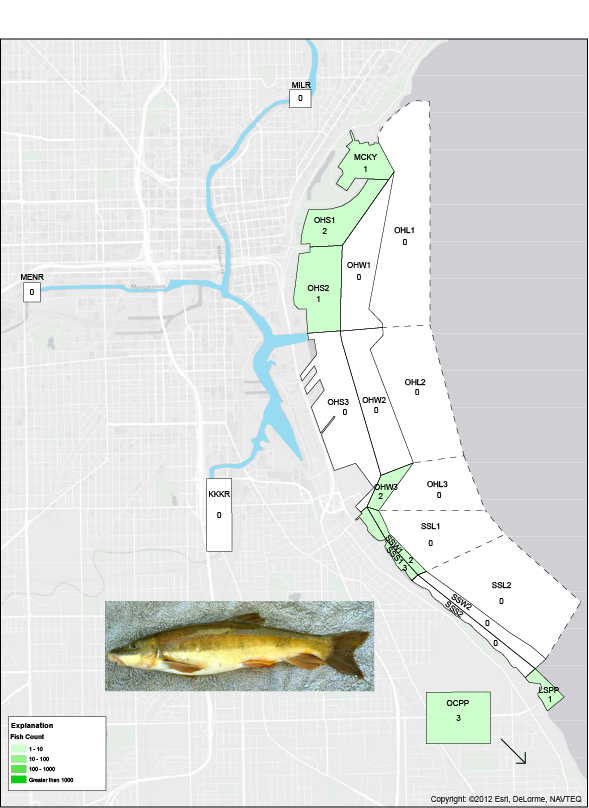 MILR
0
MCKY
1
OHS1
2
OHL1
0
OHW1
0
MENR
0
OHS2
1
OHL2
0
OHS3
0
OHW2
0
OHW3
2
OHL3
0
KKKR
0
SSL1
0
SSW1
2
SSS1 3
SSL2
0
SSW2
0
SSS2
0
LSPP
1
OCPP
3
Explanation
Fish Count
1 - 10
10 - 100
100 - 1000
Greater than 1000
Copyright: ©2012 Esri, DeLorme, NAVTEQ